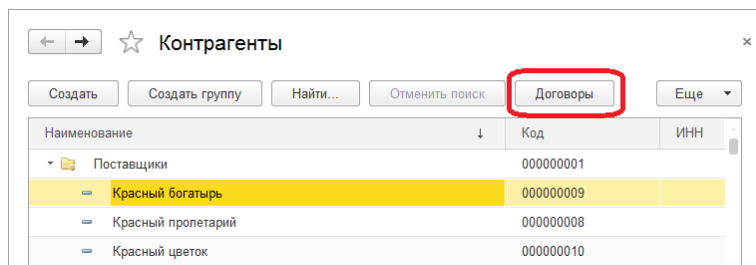 Контрагенты
Создать Создать группу Найти... Отменить поиск Договоры Еще
Наименование Код ИНН
Поставщики 000000001
Красный богатырь 000000009
Красный пролетарий 000000008
Красный цветок 000000010